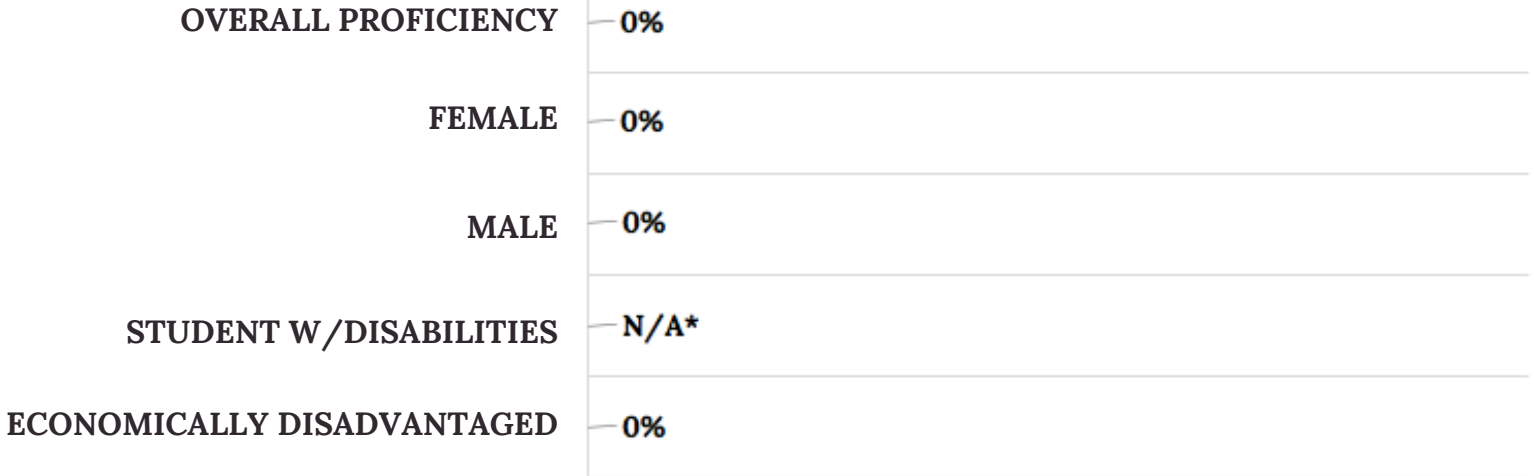 OVERALL PROFICIENCY 0%
FEMALE 0%
MALE 0%
STUDENT W/DISABILITIES N/A*
ECONOMICALLY DISADVANTAGED 0%